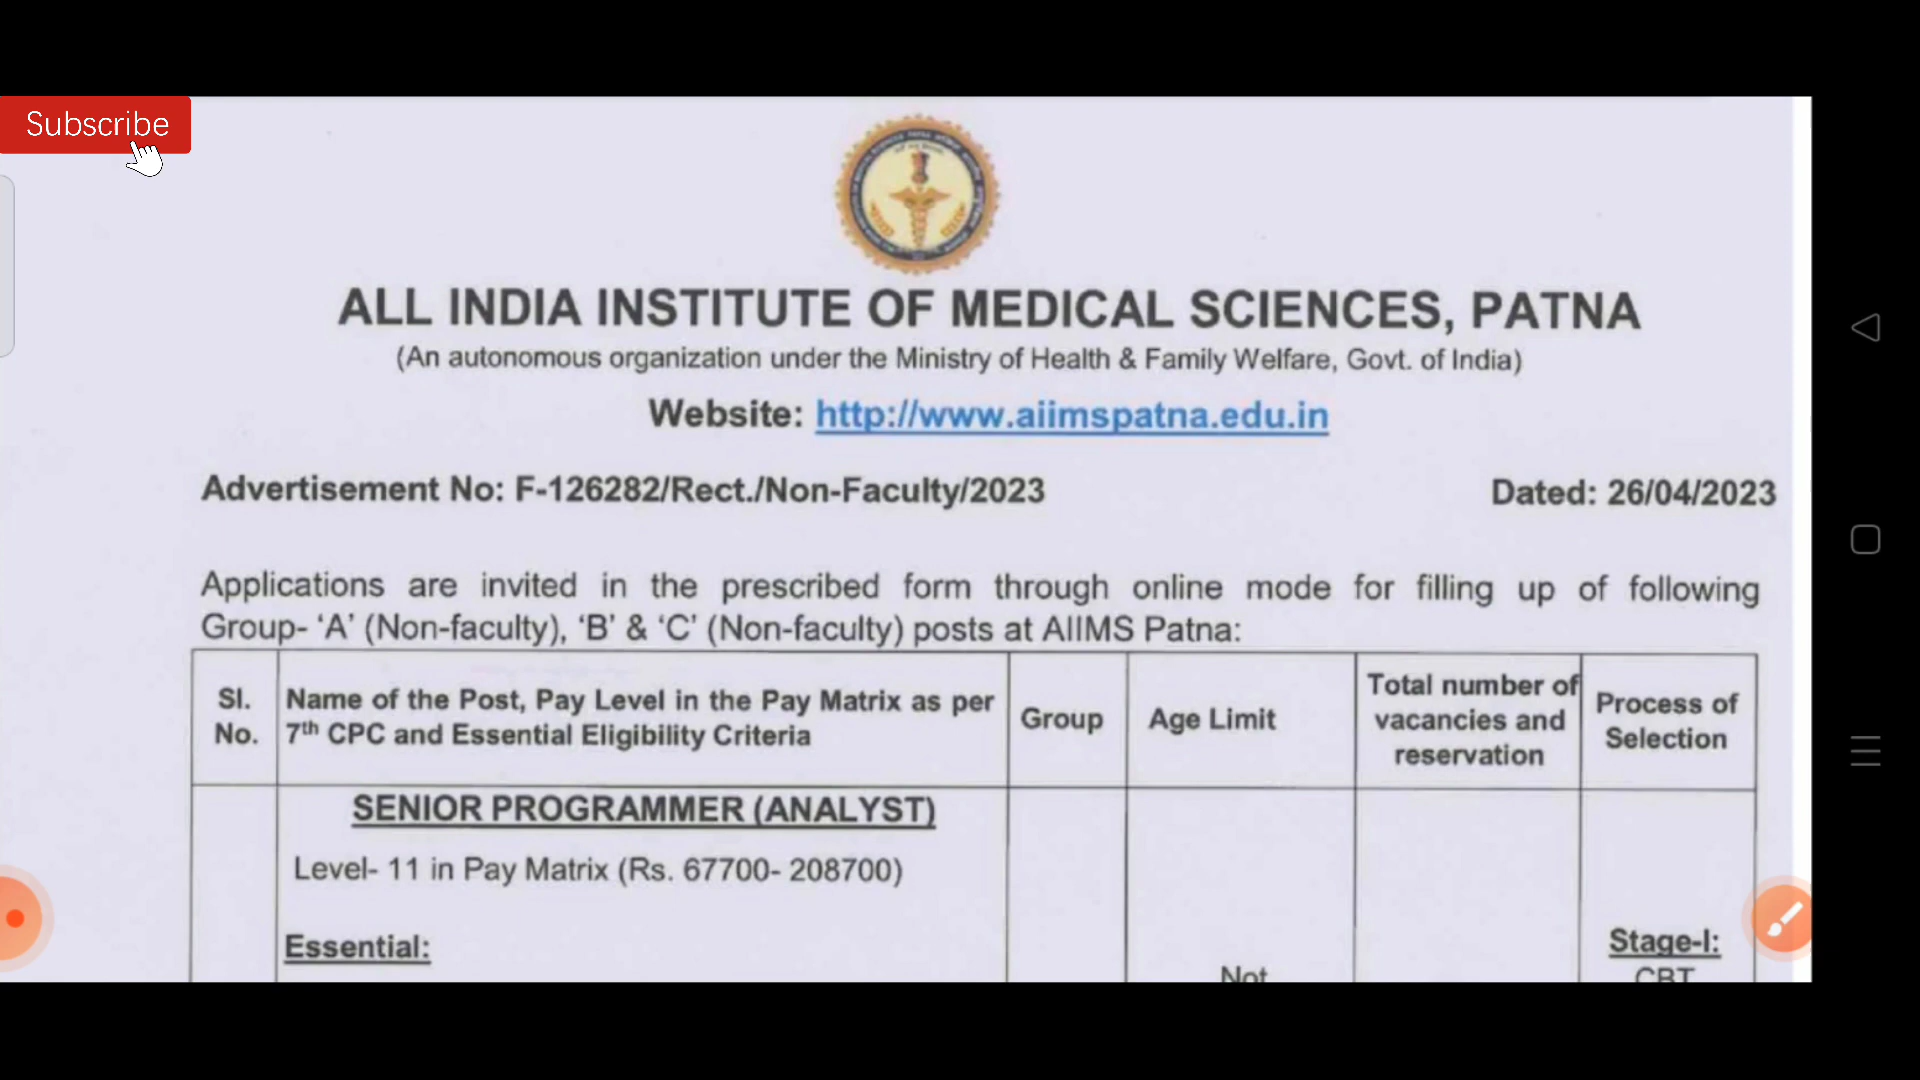 Subscribe
ALL INDIA INSTITUTE OF MEDICAL SCIENCES, PATNA
(An autonomous organization under the Ministry of Health & Family Welfare, Govt. of India)
Website: http://www.aiimspatna.edu.in
Advertisement No: F-126282/Rect./Non-Faculty/2023
Dated: 26/04/2023
Applications are invited in the prescribed form through online mode for filling up of following
Group- ‘A’ (Non-faculty), ‘B’ & ‘C’ (Non-faculty) posts at AIIMS Patna:
Sl.
No.
Name of the Post, Pay Level in the Pay Matrix as per
7th CPC and Essential Eligibility Criteria
Group
Age Limit
Total number of
vacancies and
reservation
Process of
Selection
SENIOR PROGRAMMER (ANALYST)
Level- 11 in Pay Matrix (Rs. 67700- 208700)
Essential:
Not
Stage-I:
CBT